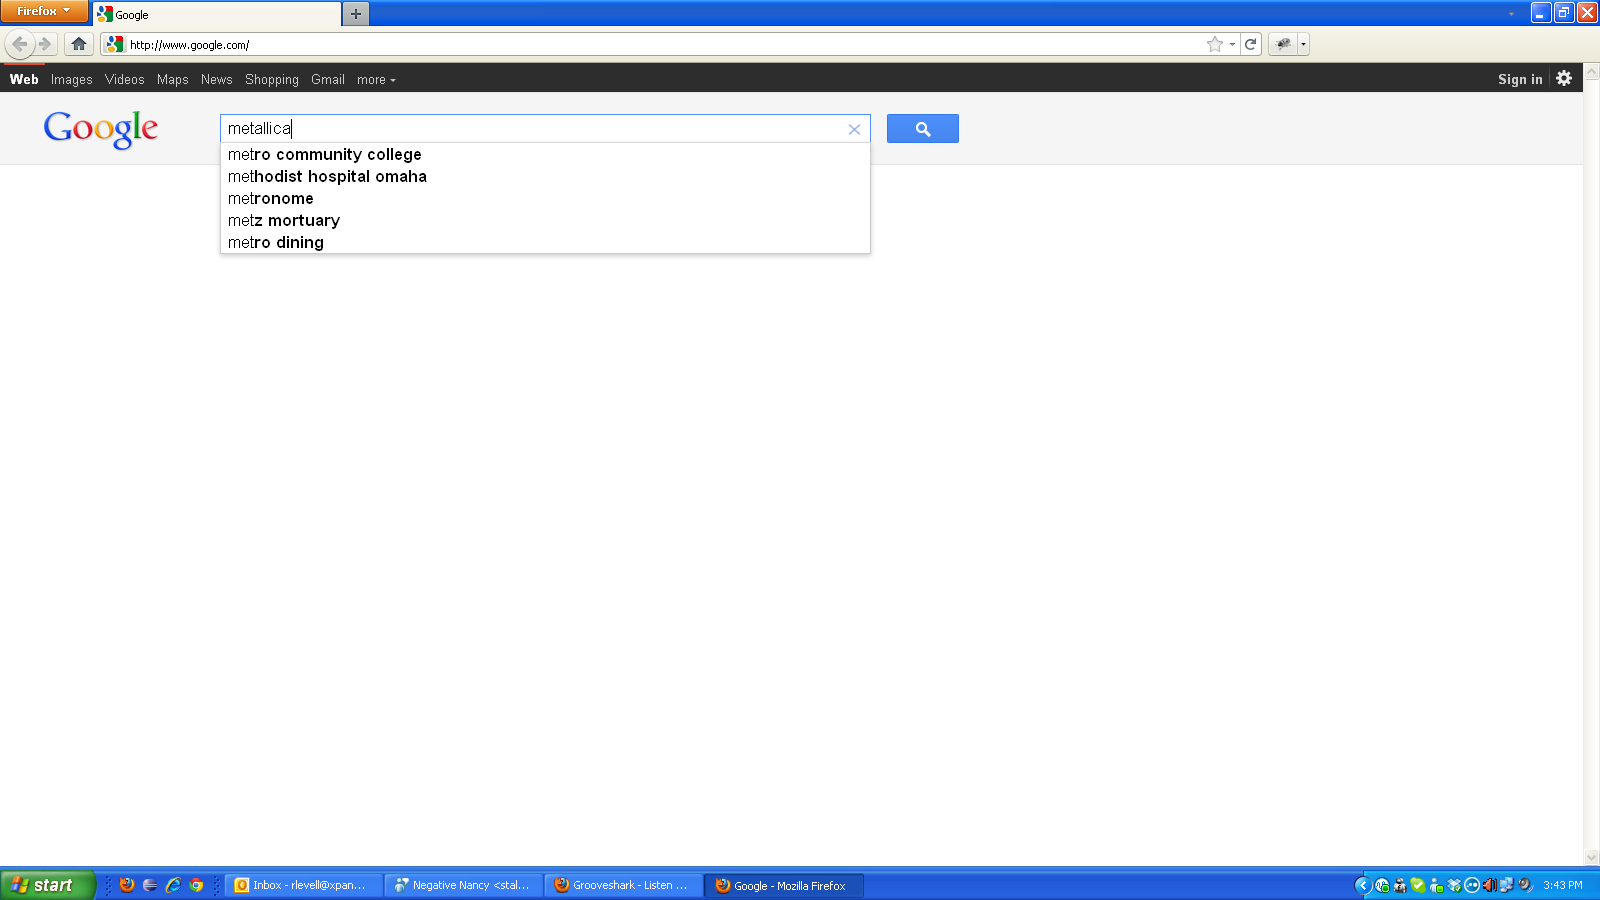 Firefox
Google
http://www.google.com/
Web Images Videos Maps News Shopping Gmail more Sign in
Google
metallica
metro community college
methodist hospital omaha
metronome
metz mortuary
metro dining
start Inbox - rlevell@xpan... Negative Nancy <stal... Grooveshark - Listen ... Google - Mozilla Firefox 3:43 PM